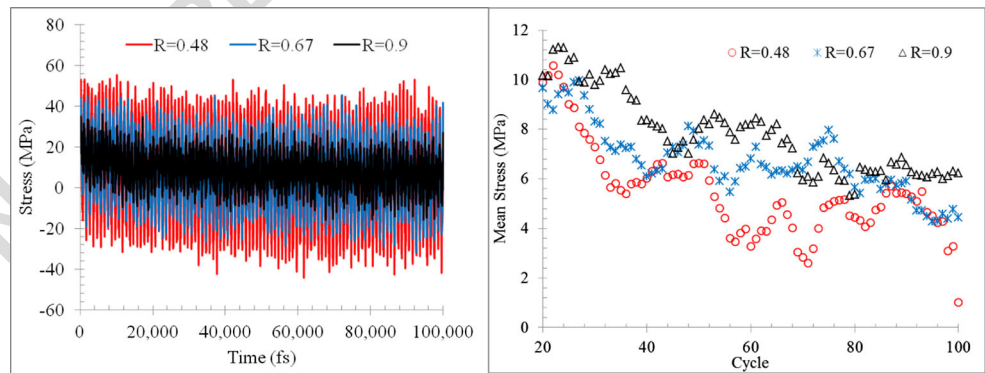 80
60
40
20
0
-20
-40
-60
Stress (MPa)
R=0.48 R=0.67 R=0.9
0 20,000 40,000 60,000 80,000 100,000
Time (fs)
12
10
8
6
4
2
0
Mean Stress (MPa)
R=0.48 R=0.67 R=0.9
20 40 60 80 100
Cycle